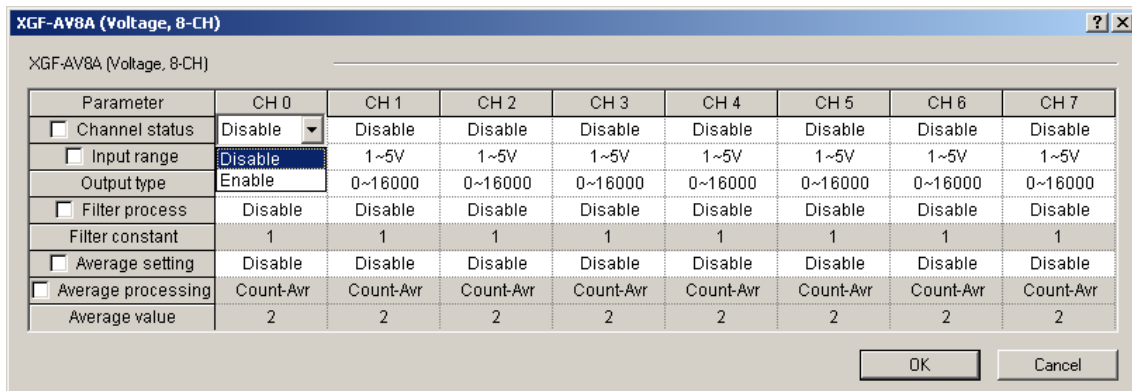 XGF-AV8A (Voltage, 8-CH)
XGF-AV8A (Voltage, 8-CH)
Parameter CH 0 CH 1 CH 2 CH 3 CH 4 CH 5 CH 6 CH 7
Channel status Disable Disable Disable Disable Disable Disable Disable Disable
Input range Disable 1~5V 1~5V 1~5V 1~5V 1~5V 1~5V 1~5V
Output type Enable 0~16000 0~16000 0~16000 0~16000 0~16000 0~16000 0~16000
Filter process Disable Disable Disable Disable Disable Disable Disable Disable
Filter constant 1 1 1 1 1 1 1 1
Average setting Disable Disable Disable Disable Disable Disable Disable Disable
Average processing Count-Avr Count-Avr Count-Avr Count-Avr Count-Avr Count-Avr Count-Avr Count-Avr
Average value 2 2 2 2 2 2 2 2
OK Cancel